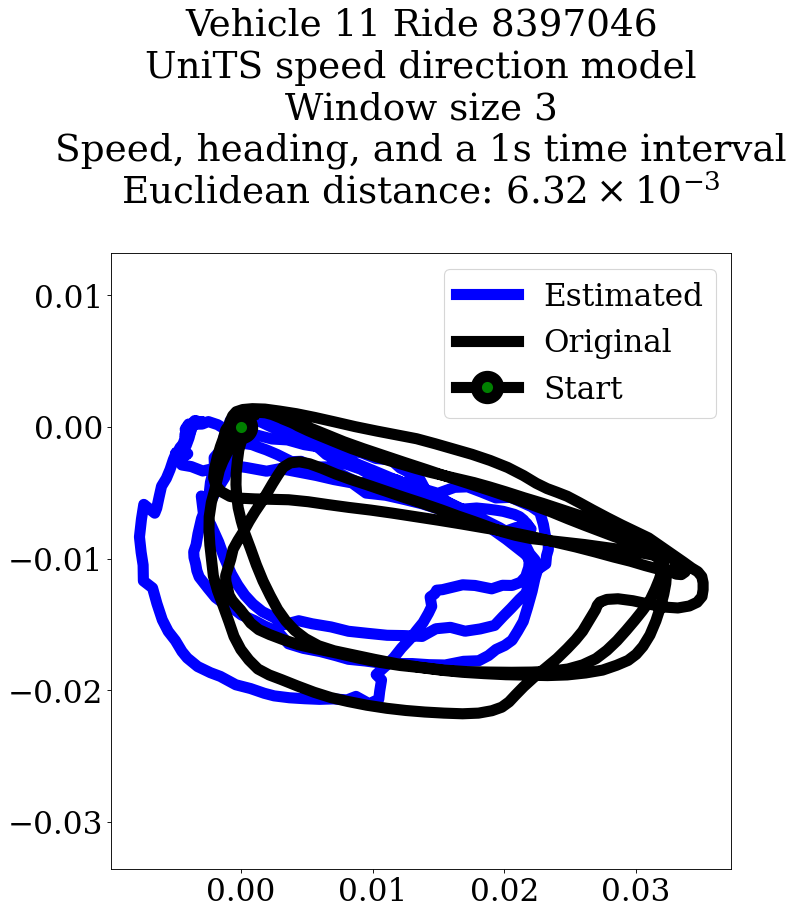 Vehicle 11 Ride 8397046
UniTS speed direction model
Window size 3
Speed, heading, and a 1s time interval
Euclidean distance: 6.32 × 10⁻³
Estimated
Original
Start
0.01
0.00
−0.01
−0.02
−0.03
0.00 0.01 0.02 0.03